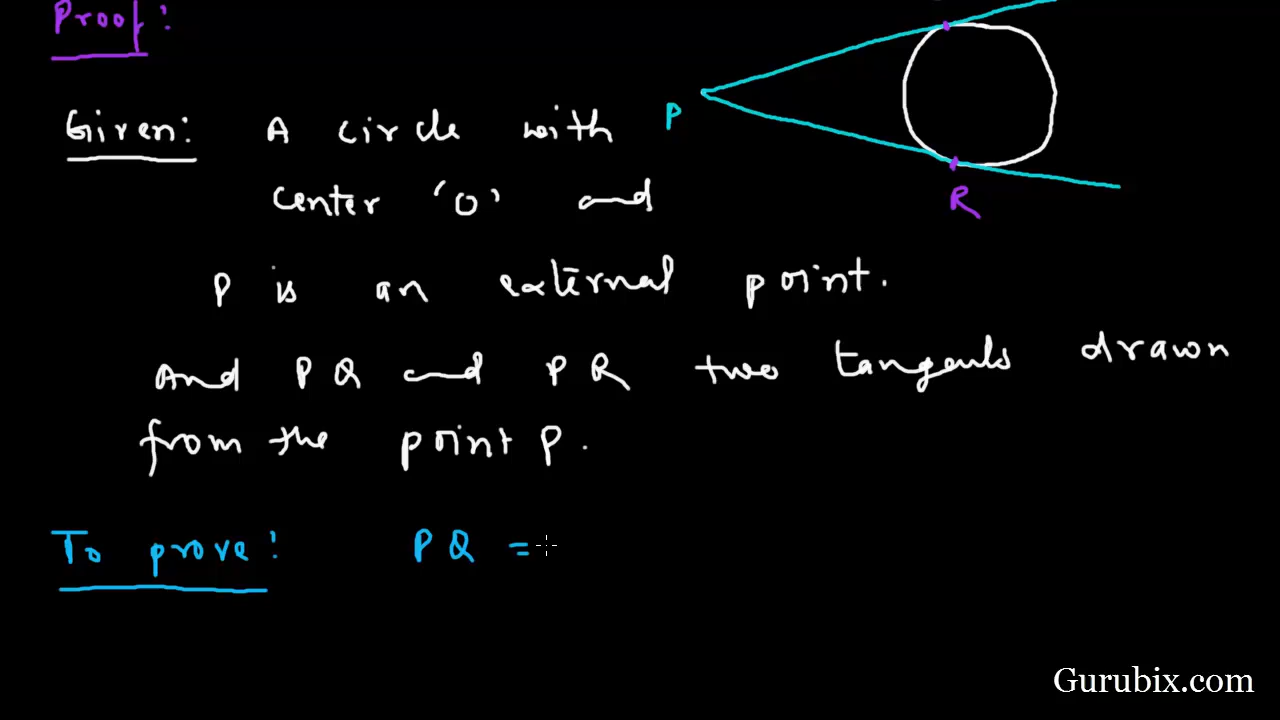 Proof:
P
Given: A circle with
R
center 'O' and
P is an external point.
And PQ and PR two tangents drawn
from the point P.
To prove: PQ =
Gurubix.com